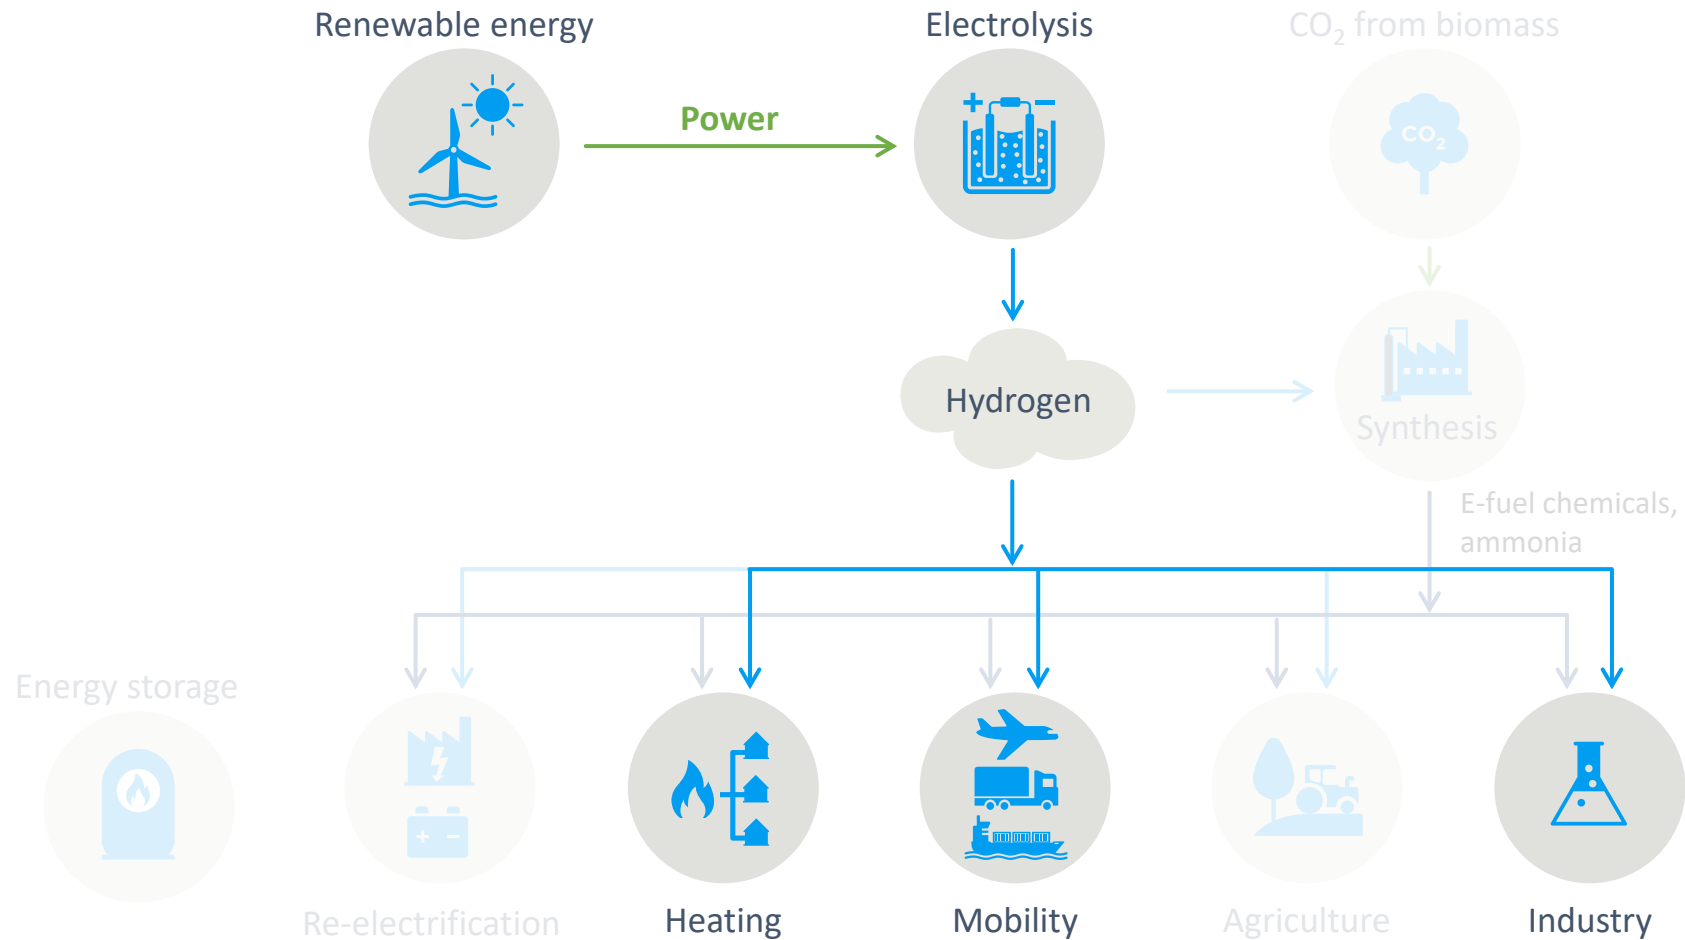 Renewable energy
Electrolysis
CO₂ from biomass
Power
CO₂
Hydrogen
Synthesis
E-fuel chemicals,
ammonia
Energy storage
Re-electrification
Heating
Mobility
Agriculture
Industry